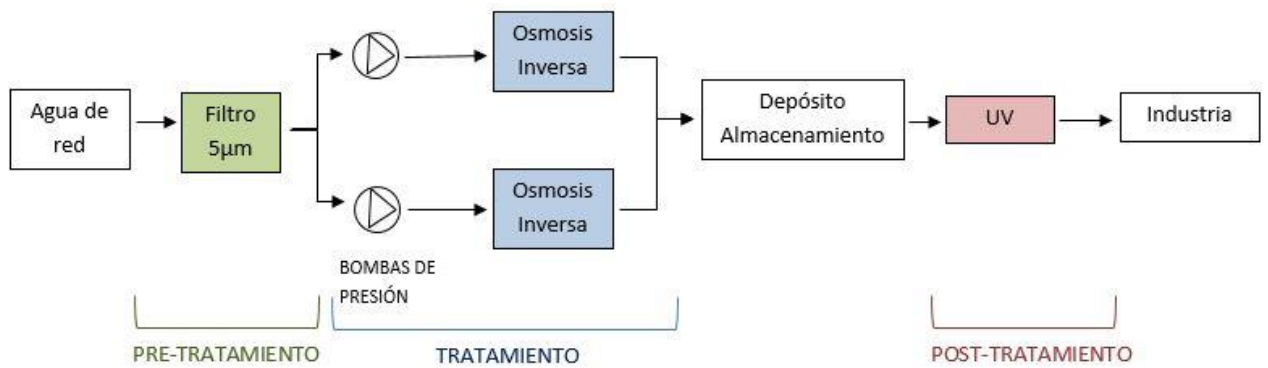 Agua de
red
Filtro
5µm
Osmosis
Inversa
Osmosis
Inversa
BOMBAS DE
PRESIÓN
Depósito
Almacenamiento
UV
Industria
PRE-TRATAMIENTO
TRATAMIENTO
POST-TRATAMIENTO